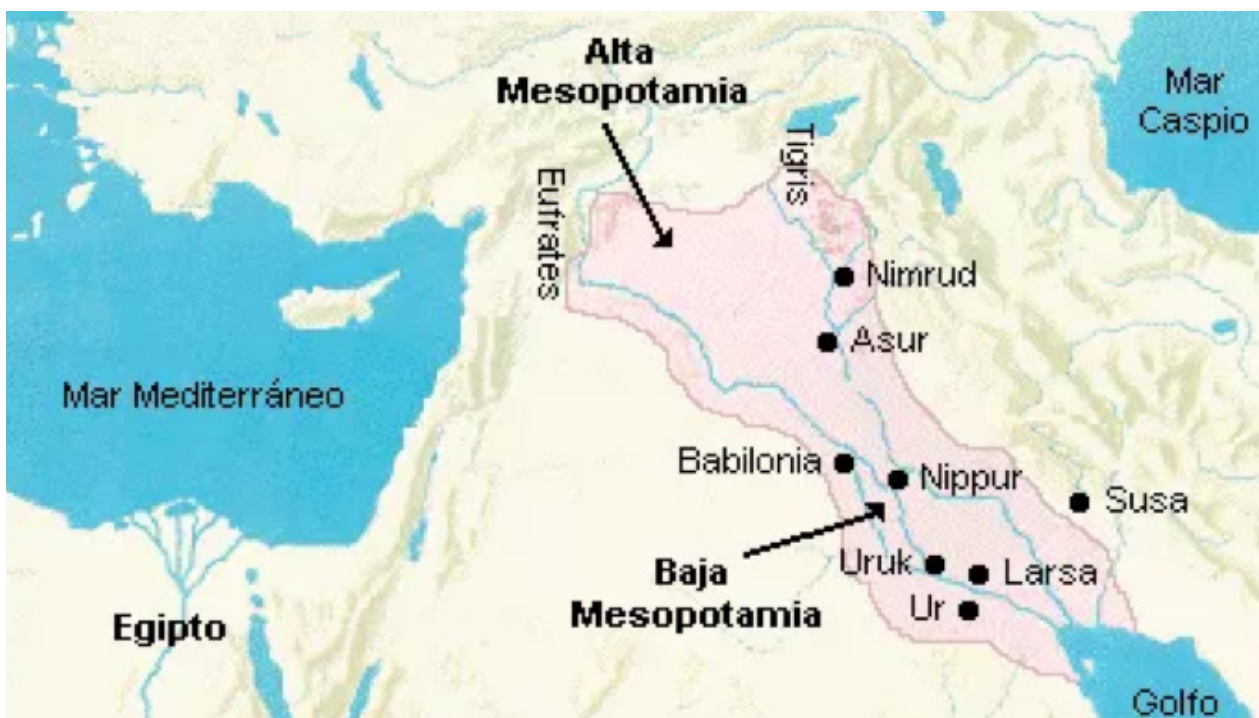 Alta
Mesopotamia
Mar
Caspio
Tigris
Eufrates
Nimrud
Asur
Mar Mediterráneo
Babilonia
Nippur
Susa
Baja
Mesopotamia
Uruk
Larsa
Ur
Egipto
Golfo